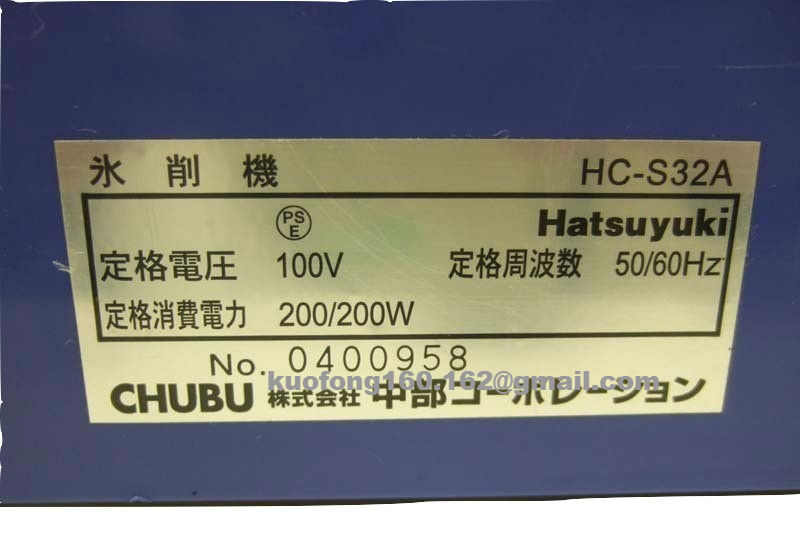 氷削機 HC-S32A
PS E Hatsuyuki
定格電圧 100V 定格周波数 50/60Hz
定格消費電力 200/200W
No. 0400958
kuofong160.162@gmail.com
CHUBU 株式会社 中部コーポレーション